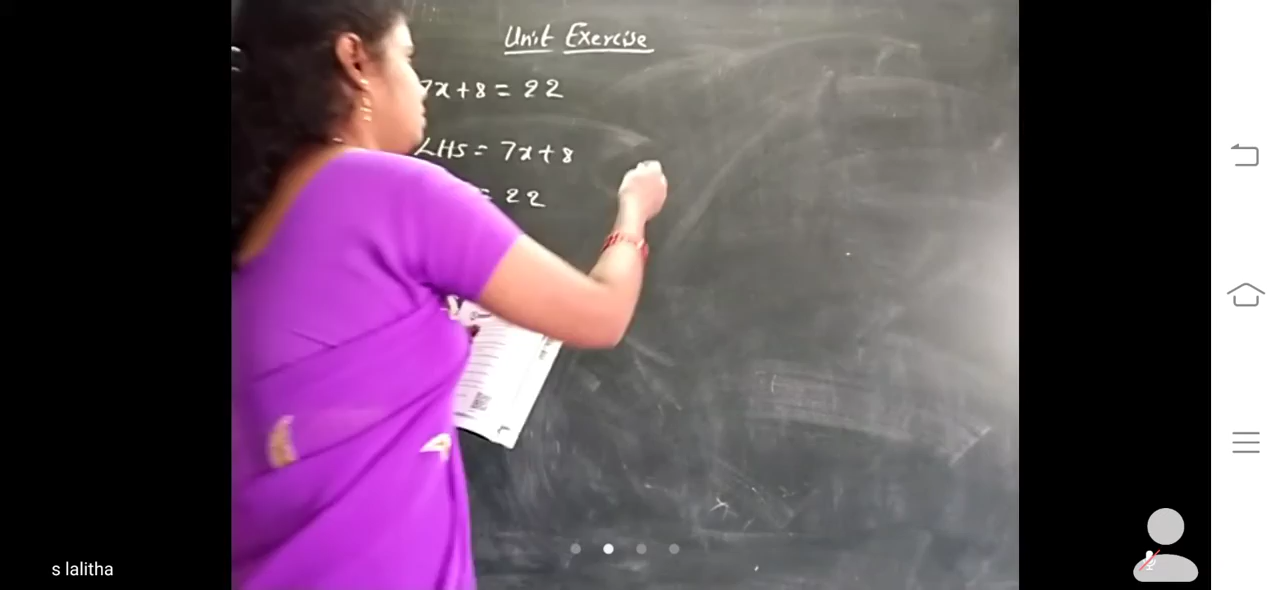 Unit Exercise
7x + 8 = 22
LHS = 7x + 8
= 22
s lalitha